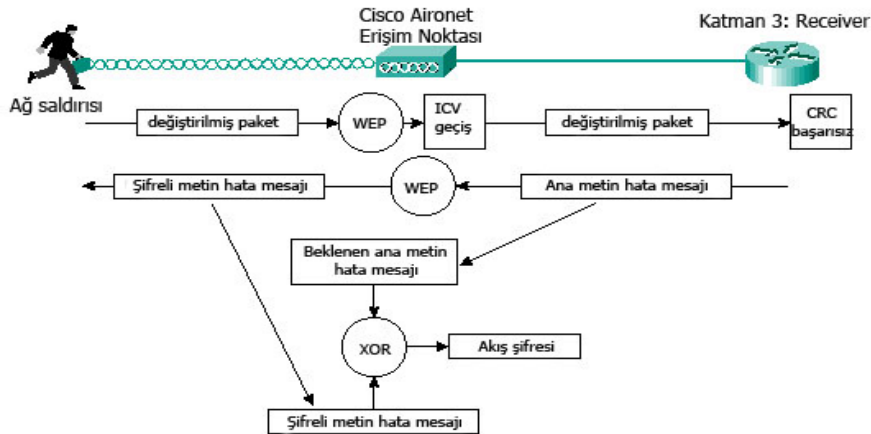 Cisco Aironet
Erişim Noktası
Katman 3: Receiver
Ağ saldırısı
değiştirilmiş paket
WEP
ICV
geçiş
değiştirilmiş paket
CRC
başarısız
Şifreli metin hata mesajı
WEP
Ana metin hata mesajı
Beklenen ana metin
hata mesajı
XOR
Akış şifresi
Şifreli metin hata mesajı